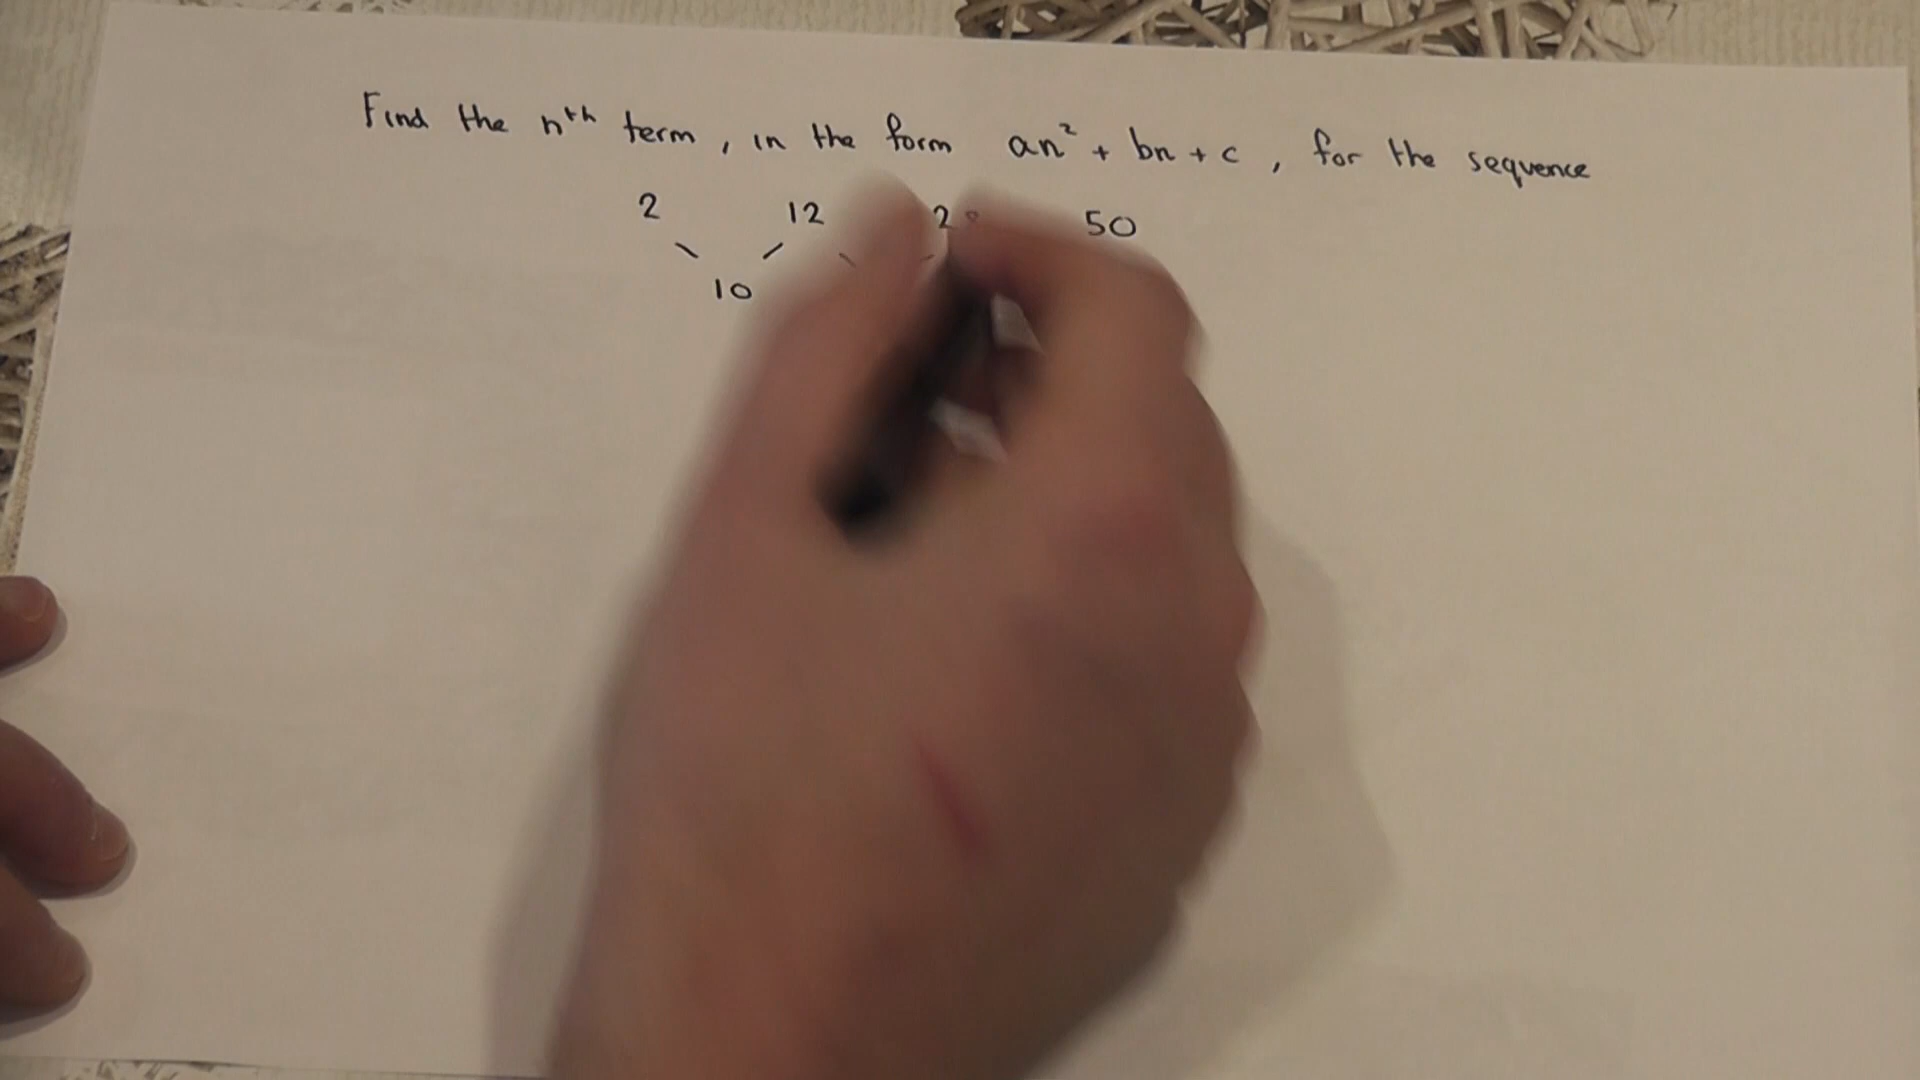 Find the nth term, in the form an² + bn + c, for the sequence
2 12 50
10